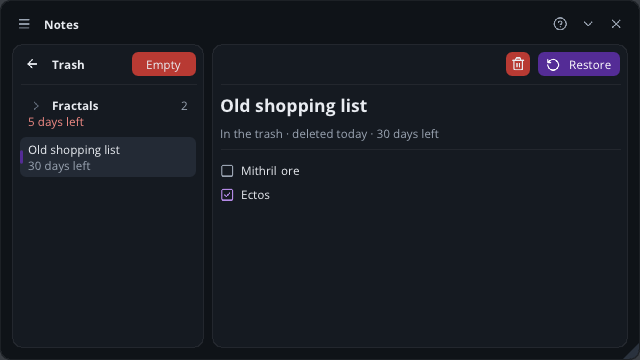 Notes
Trash
Empty
Fractals 2
5 days left
Old shopping list
30 days left
Restore
Old shopping list
In the trash · deleted today · 30 days left
Mithril ore
Ectos